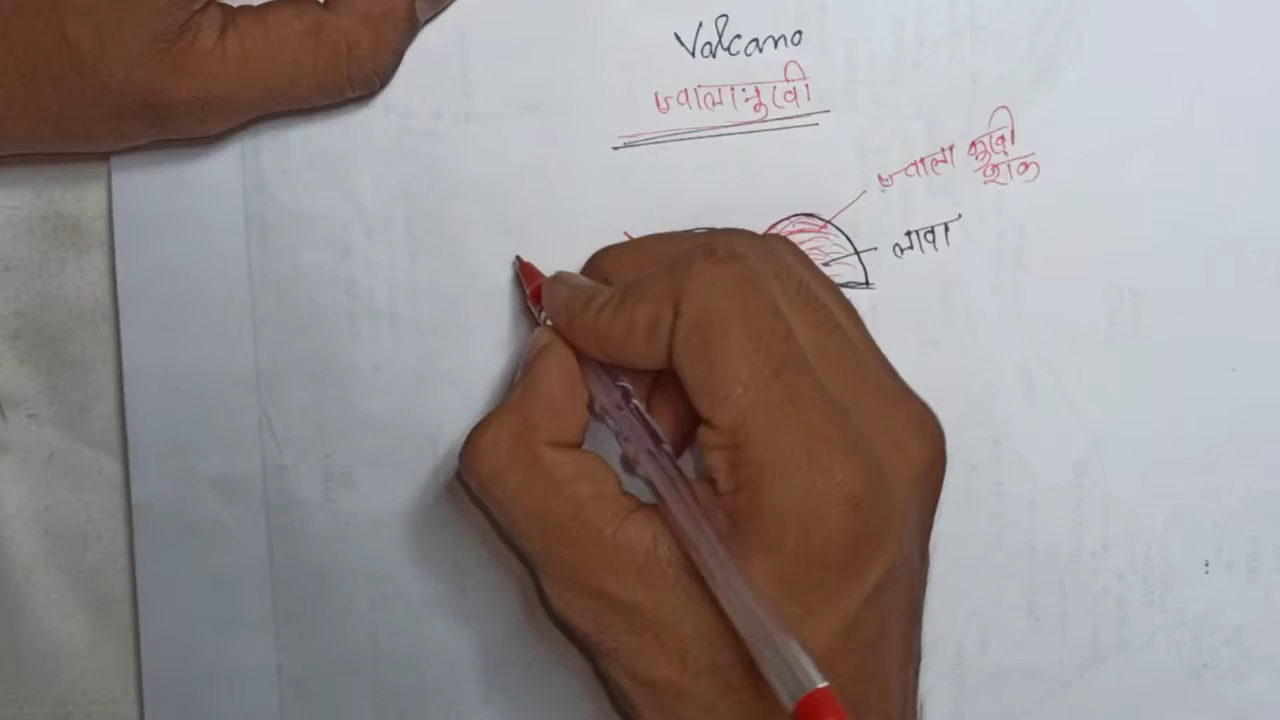 Valcano
ज्वालामुखी
ज्वाला मुखी
शंकु
लावा